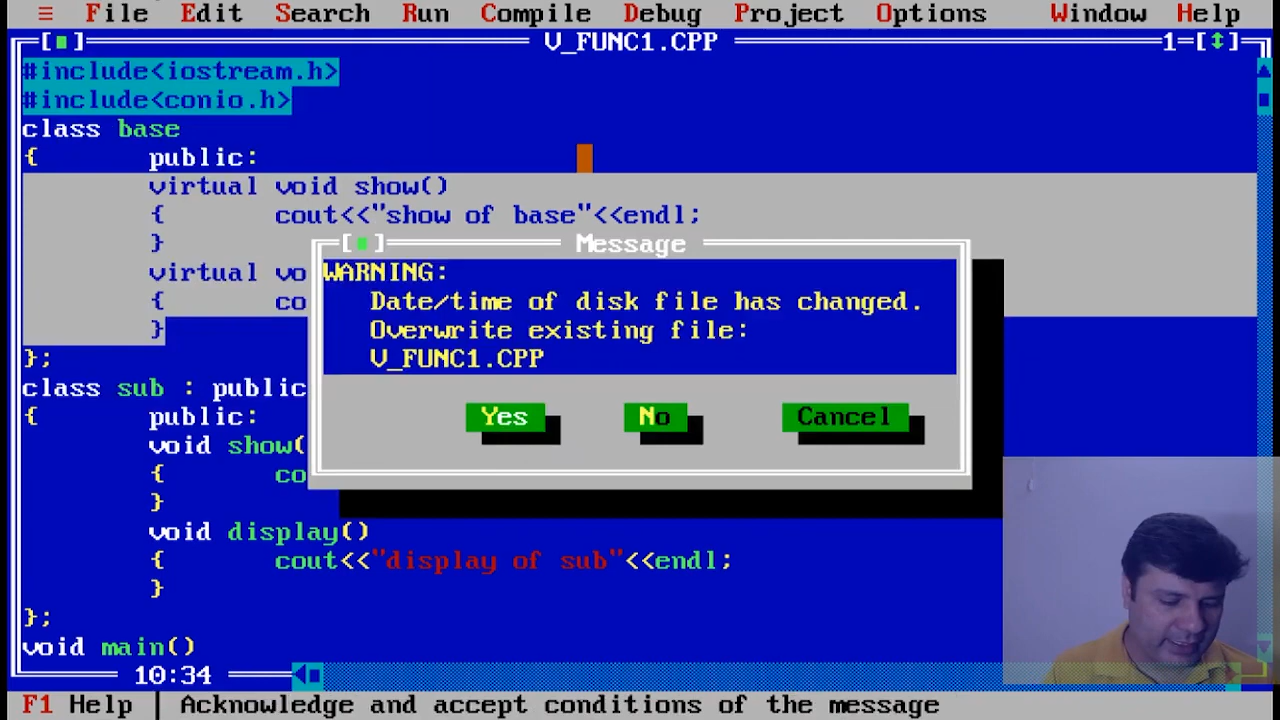 ≡ File Edit Search Run Compile Debug Project Options Window Help
[■] V_FUNC1.CPP 1=[↕]
#include<iostream.h>
#include<conio.h>
class base
{ public:
virtual void show()
{ cout<<"show of base"<<endl;
}
virtual vo
{ co
}
};
class sub : public
{ public:
void show(
{ co
}
void display()
{ cout<<"display of sub"<<endl;
}
};
void main()
10:34
[■] Message
WARNING:
Date/time of disk file has changed.
Overwrite existing file:
V_FUNC1.CPP
Yes No Cancel
F1 Help | Acknowledge and accept conditions of the message